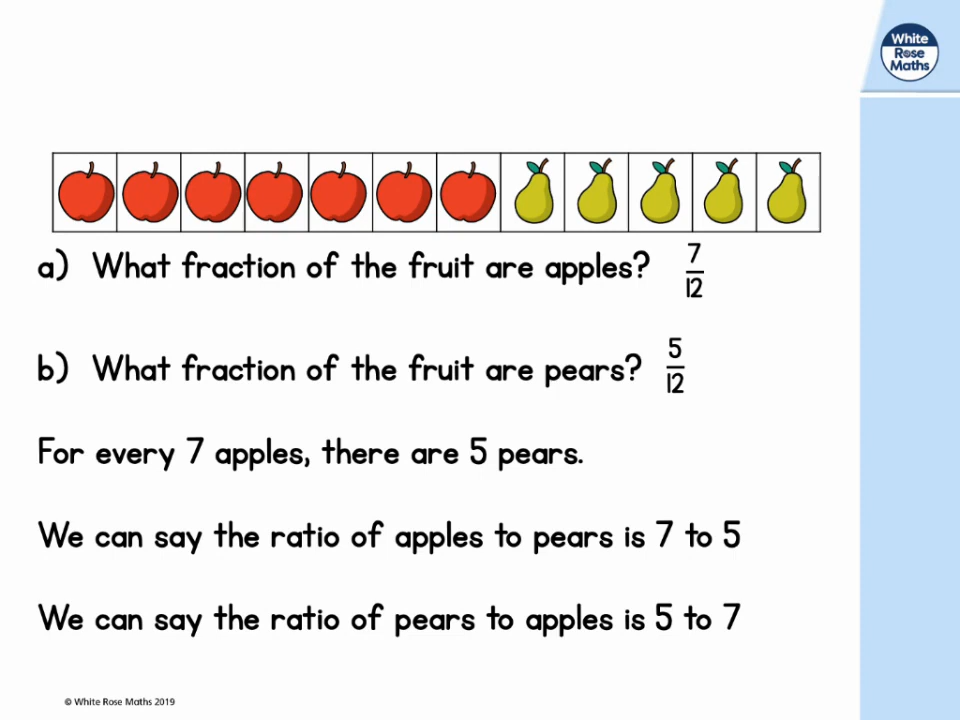 White
Rose
Maths
a) What fraction of the fruit are apples? 7/12
b) What fraction of the fruit are pears? 5/12
For every 7 apples, there are 5 pears.
We can say the ratio of apples to pears is 7 to 5
We can say the ratio of pears to apples is 5 to 7
© White Rose Maths 2019